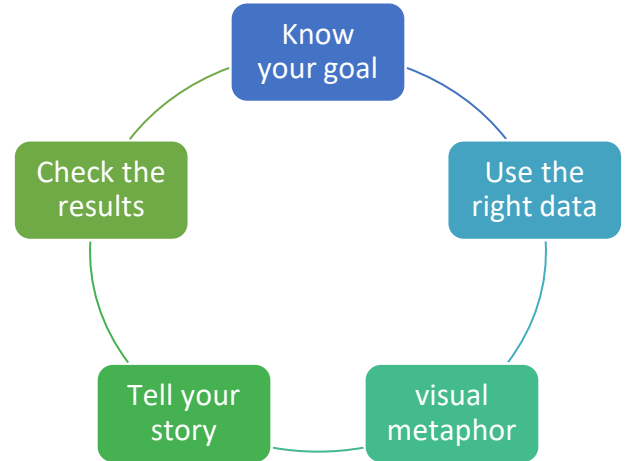 Know
your goal
Use the
right data
visual
metaphor
Tell your
story
Check the
results